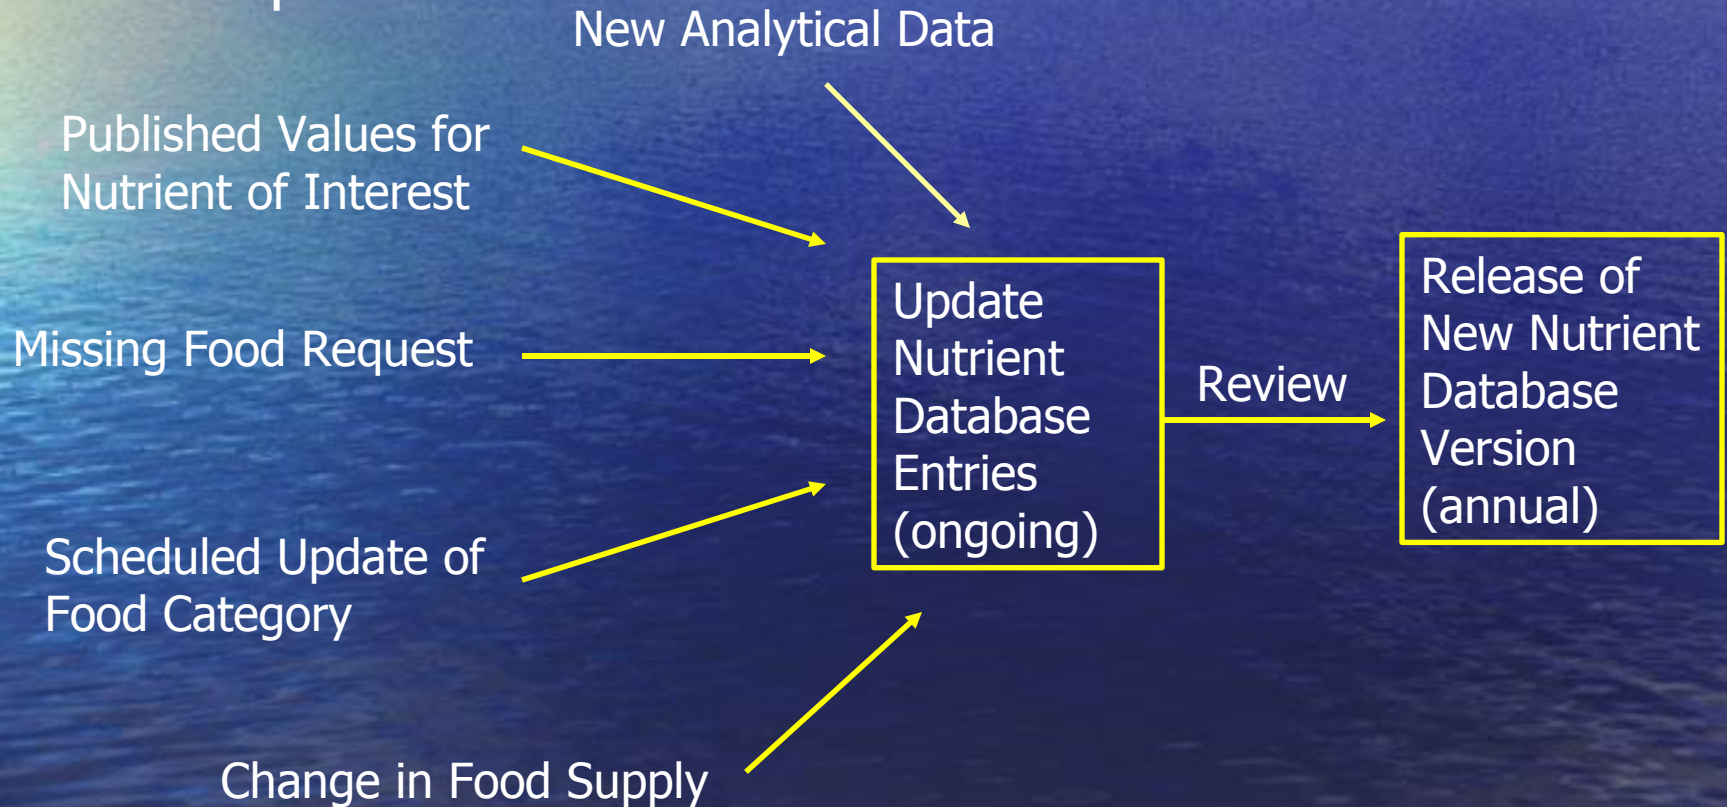 New Analytical Data
Published Values for
Nutrient of Interest
Missing Food Request
Scheduled Update of
Food Category
Change in Food Supply
Update
Nutrient
Database
Entries
(ongoing)
Review
Release of
New Nutrient
Database
Version
(annual)